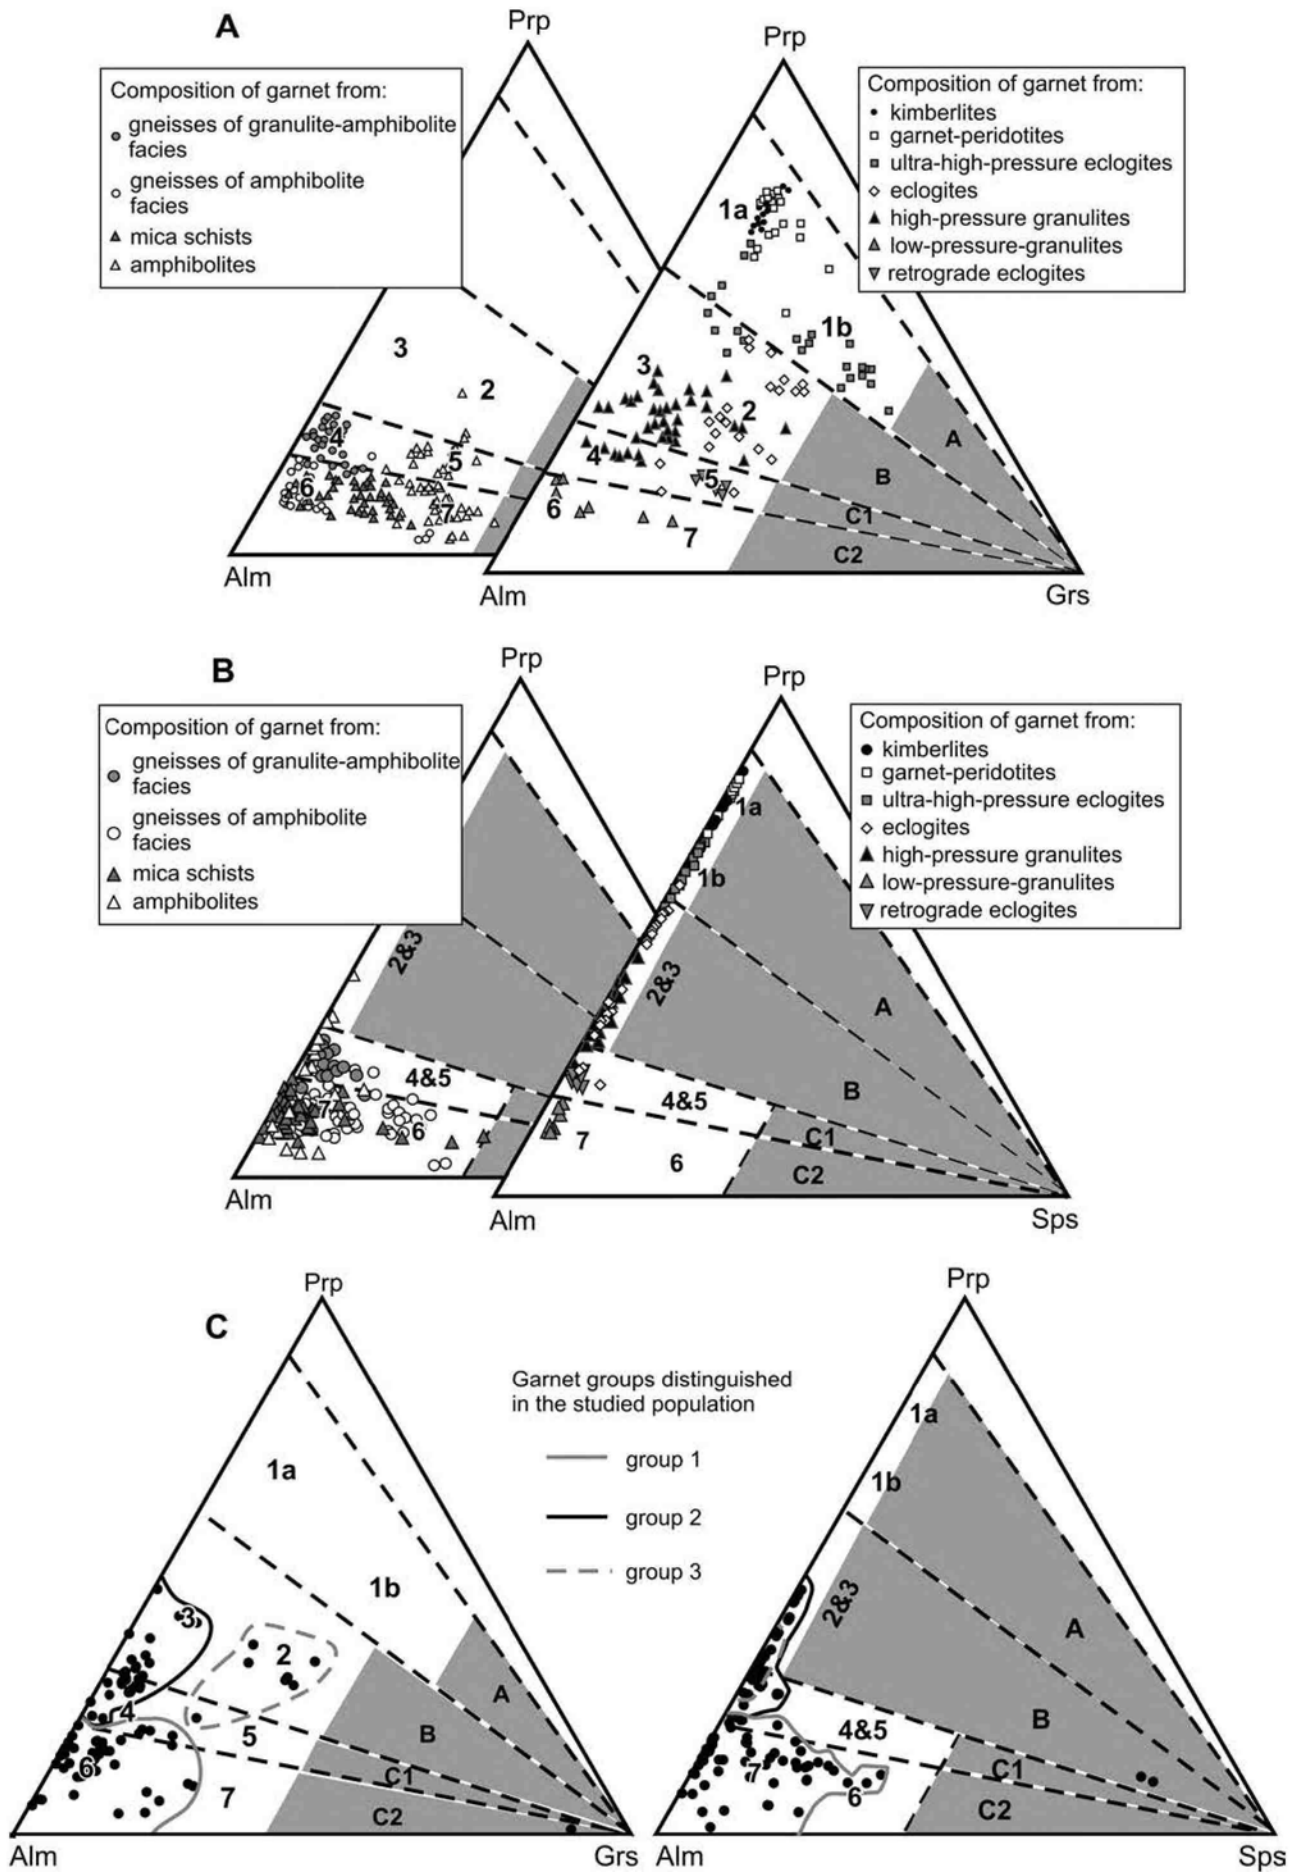 A
Prp
Prp
Composition of garnet from:
gneisses of granulite-amphibolite
facies
gneisses of amphibolite
facies
mica schists
amphibolites
Composition of garnet from:
kimberlites
garnet-peridotites
ultra-high-pressure eclogites
eclogites
high-pressure granulites
low-pressure-granulites
retrograde eclogites
1a
1b
3
2
4
5
6
7
3
2
4
5
6
7
A
B
C1
C2
Alm
Alm
Grs
B
Prp
Prp
Composition of garnet from:
gneisses of granulite-amphibolite
facies
gneisses of amphibolite
facies
mica schists
amphibolites
Composition of garnet from:
kimberlites
garnet-peridotites
ultra-high-pressure eclogites
eclogites
high-pressure granulites
low-pressure-granulites
retrograde eclogites
1a
1b
2&3
2&3
4&5
7
6
4&5
7
6
A
B
C1
C2
Alm
Alm
Sps
C
Prp
Prp
Garnet groups distinguished
in the studied population
group 1
group 2
group 3
1a
1b
3
2
4
5
6
7
A
B
C1
C2
1a
1b
2&3
4&5
7
6
A
B
C1
C2
Alm
Grs
Alm
Sps